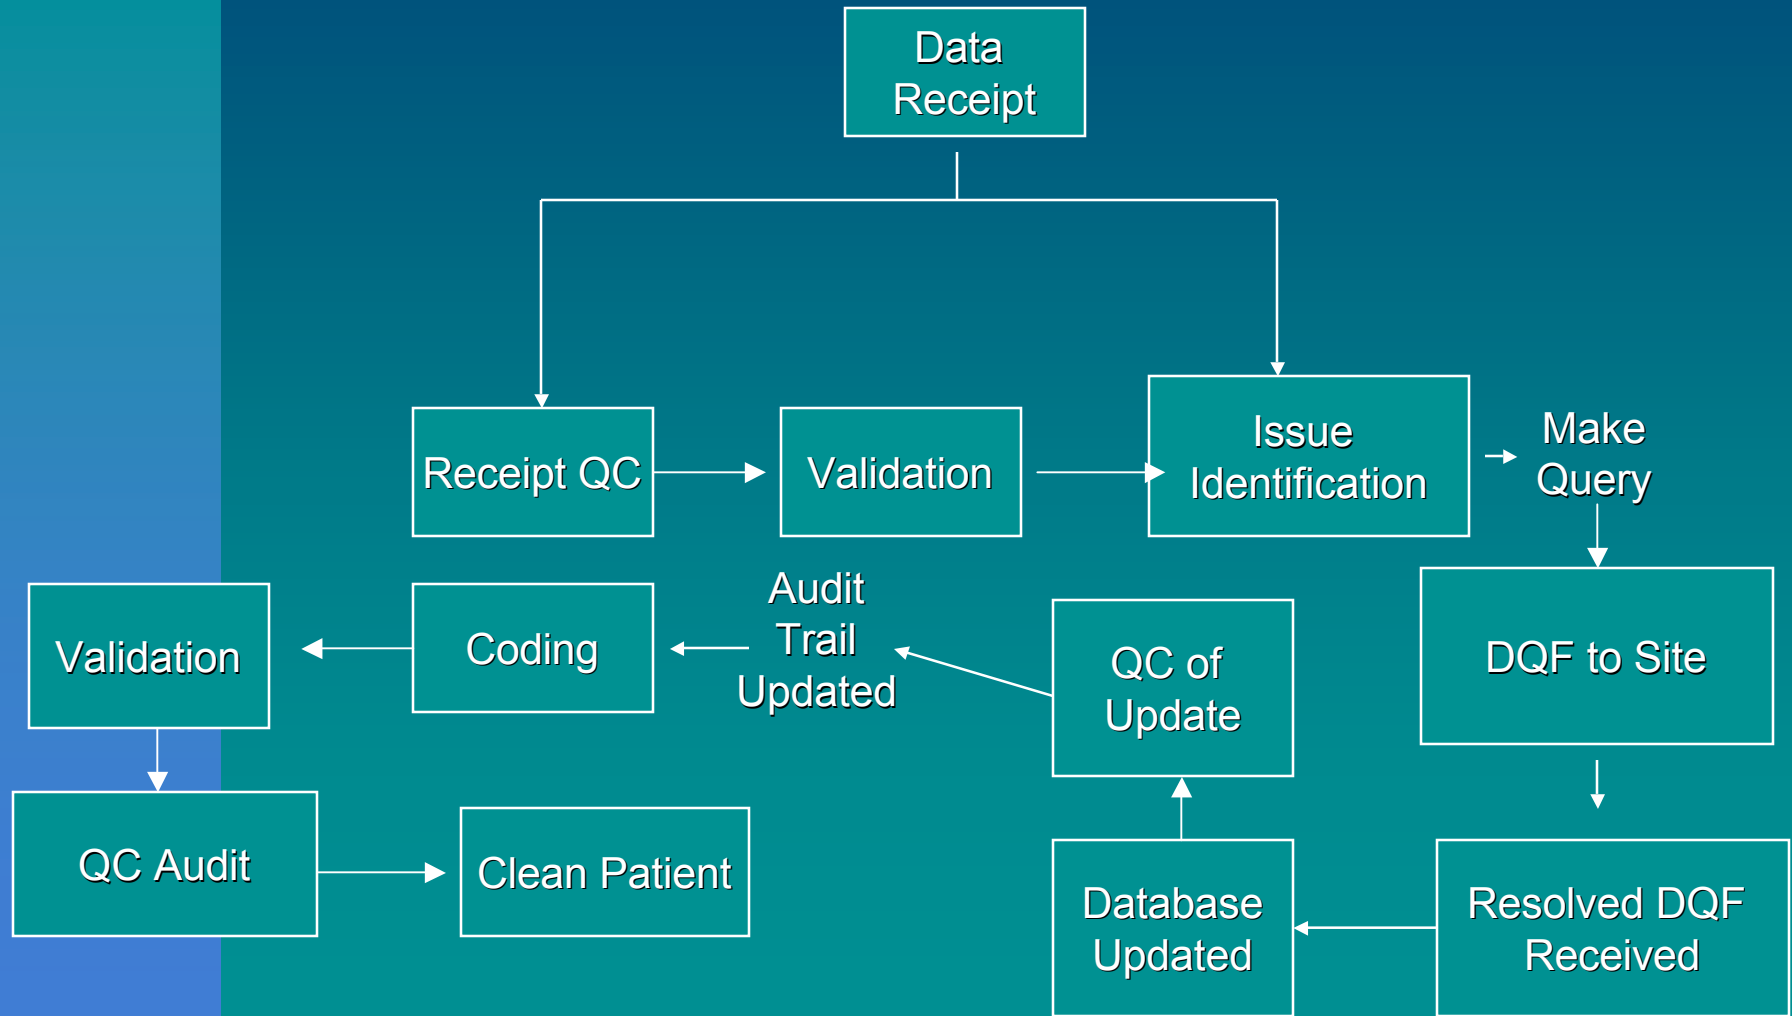 Data
Receipt
Receipt QC
Validation
Issue
Identification
Make
Query
Validation
Coding
Audit
Trail
Updated
QC of
Update
DQF to Site
QC Audit
Clean Patient
Database
Updated
Resolved DQF
Received